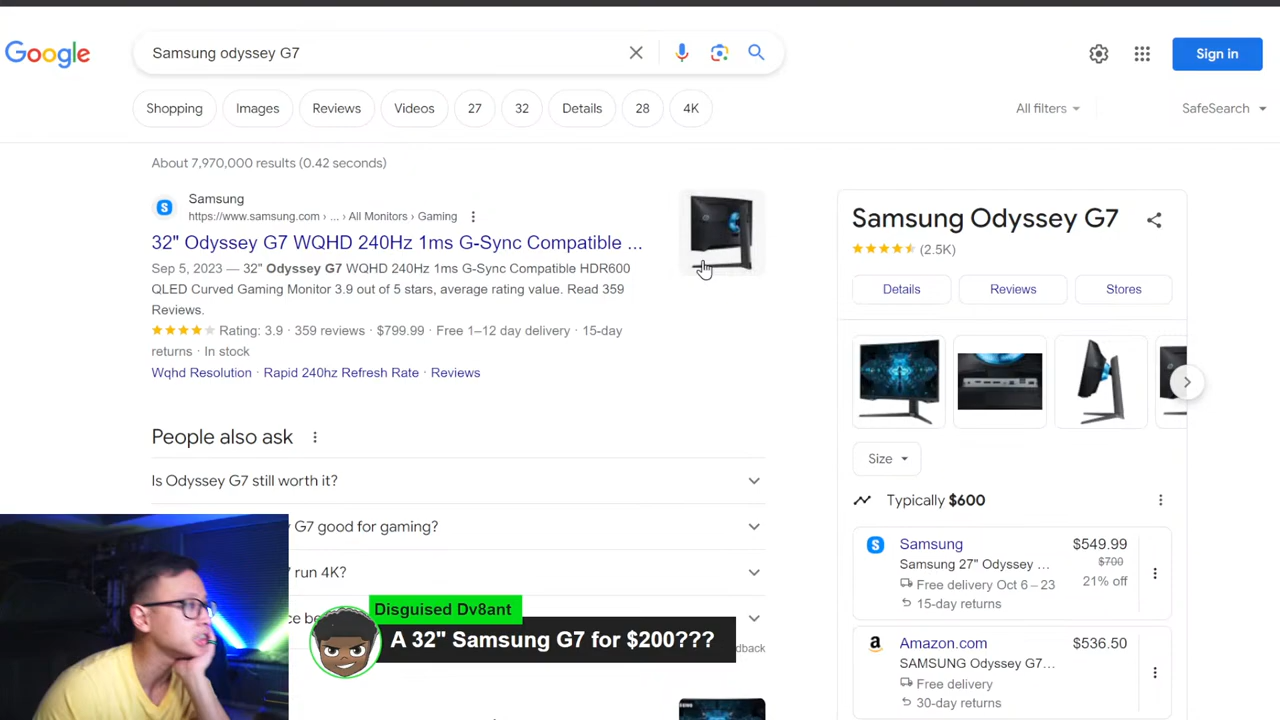 Google
Samsung odyssey G7
Sign in
Shopping
Images
Reviews
Videos
27
32
Details
28
4K
All filters
SafeSearch
About 7,970,000 results (0.42 seconds)
S
Samsung
https://www.samsung.com › ... › All Monitors › Gaming
32" Odyssey G7 WQHD 240Hz 1ms G-Sync Compatible ...
Sep 5, 2023 — 32" Odyssey G7 WQHD 240Hz 1ms G-Sync Compatible HDR600
QLED Curved Gaming Monitor 3.9 out of 5 stars, average rating value. Read 359
Reviews.
Rating: 3.9 · 359 reviews · $799.99 · Free 1–12 day delivery · 15-day
returns · In stock
Wqhd Resolution · Rapid 240hz Refresh Rate · Reviews
People also ask
Is Odyssey G7 still worth it?
G7 good for gaming?
run 4K?
ce be
dback
Disguised Dv8ant
A 32" Samsung G7 for $200???
Samsung Odyssey G7
(2.5K)
Details
Reviews
Stores
Size
Typically $600
S
Samsung
$549.99
Samsung 27" Odyssey ...
$700
Free delivery Oct 6 – 23
21% off
15-day returns
a
Amazon.com
$536.50
SAMSUNG Odyssey G7...
Free delivery
30-day returns